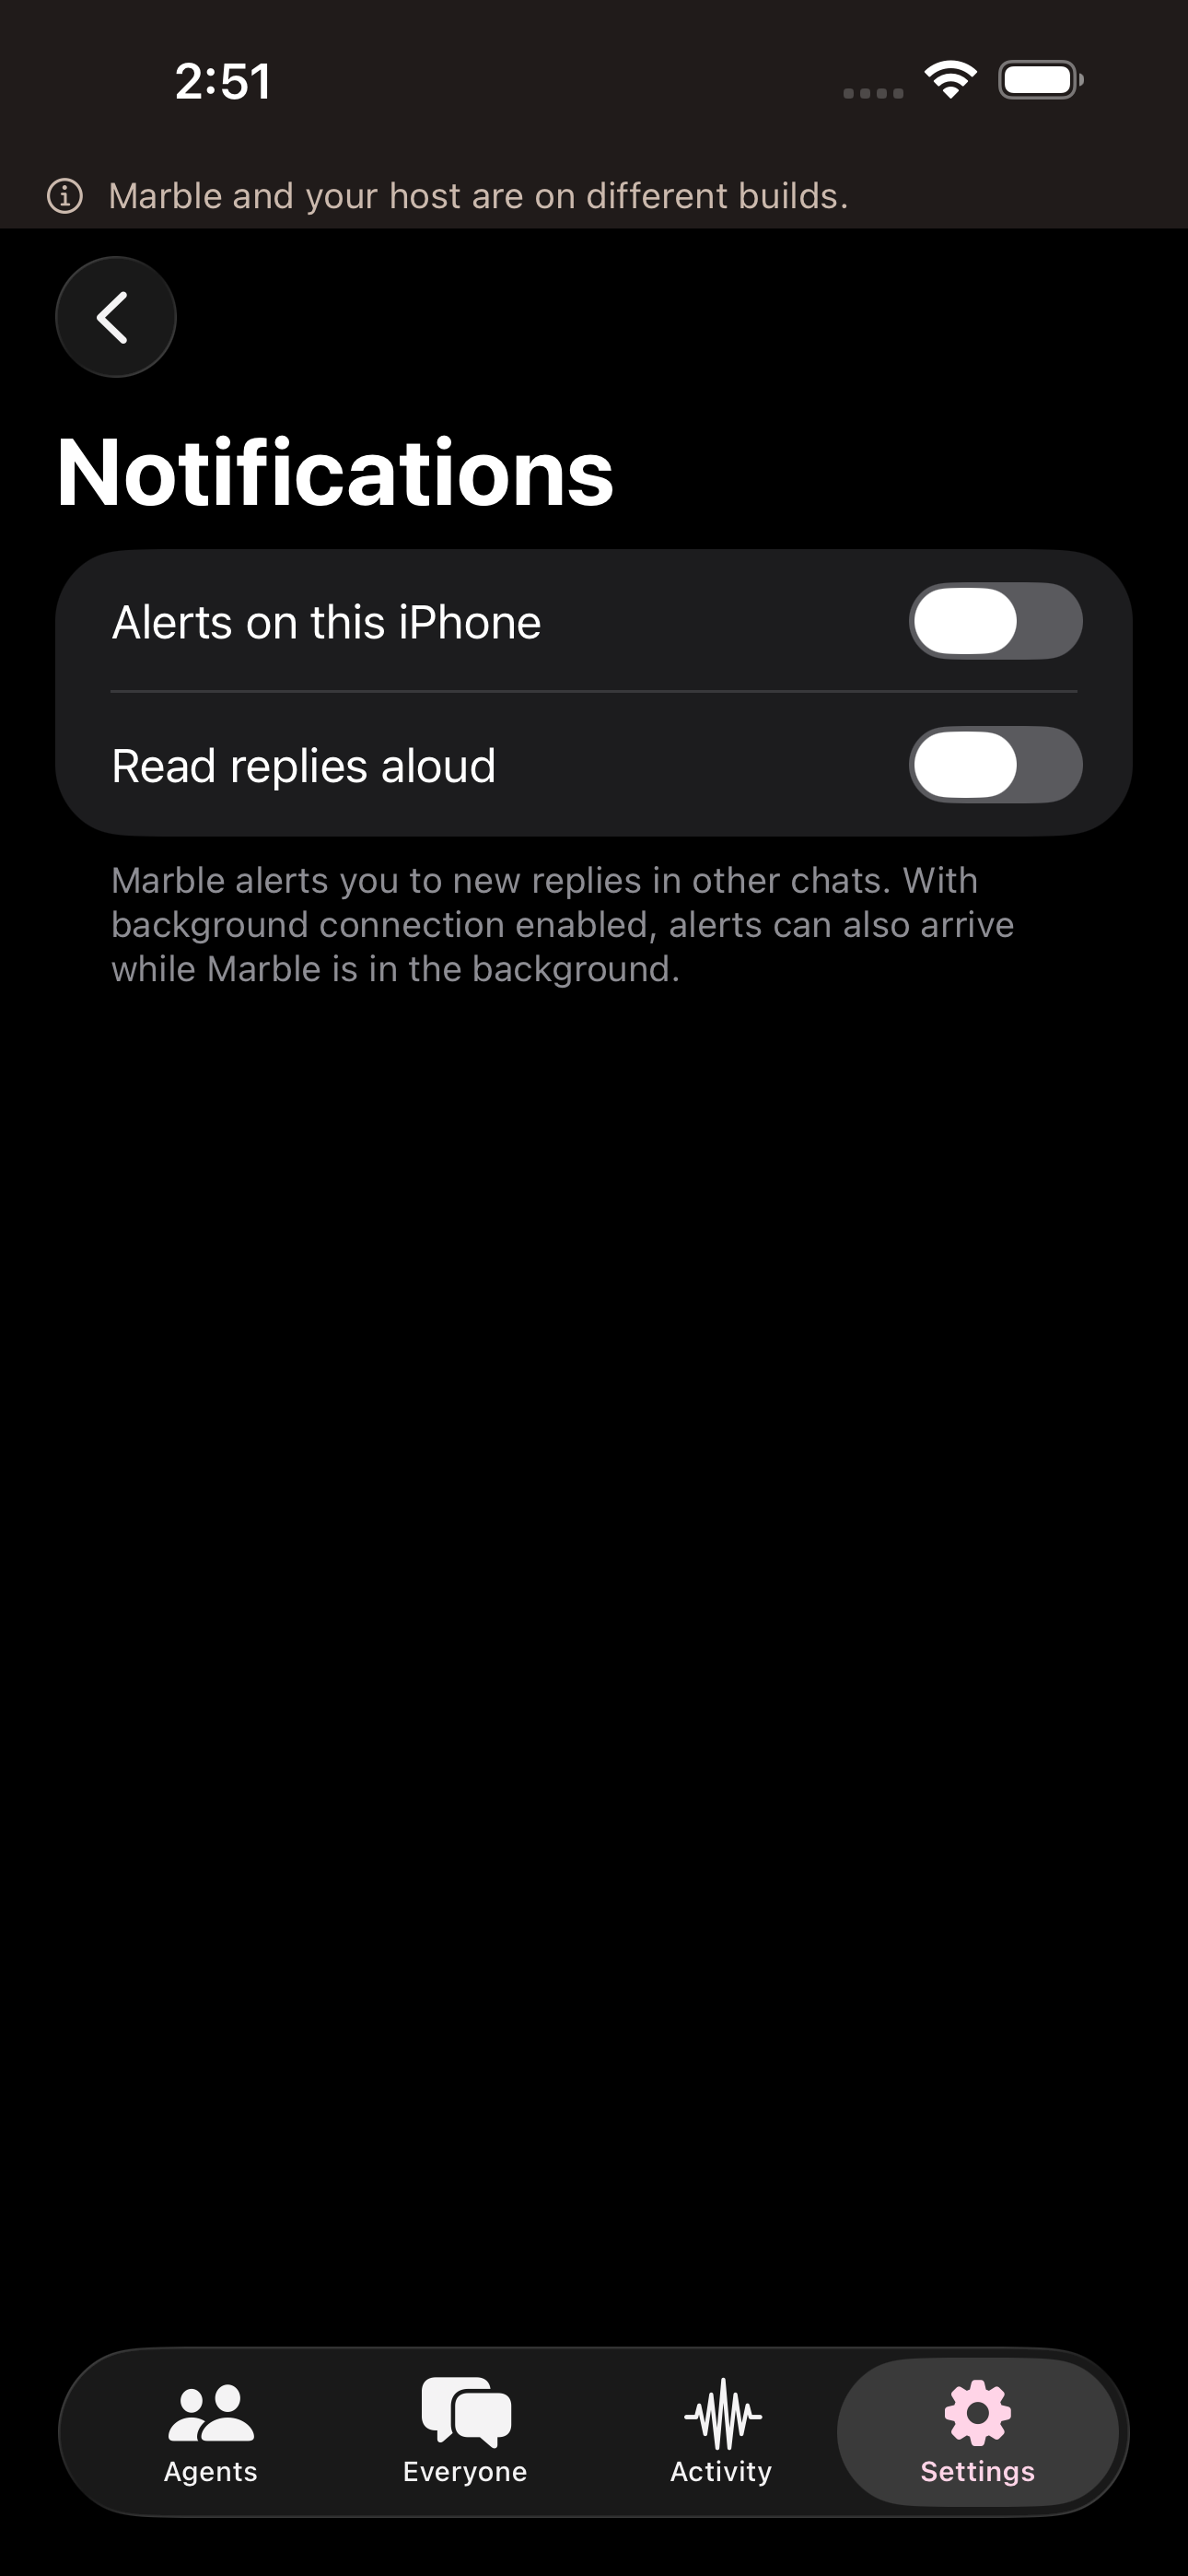 2:51
Marble and your host are on different builds.
Notifications
Alerts on this iPhone
Read replies aloud
Marble alerts you to new replies in other chats. With
background connection enabled, alerts can also arrive
while Marble is in the background.
Agents
Everyone
Activity
Settings